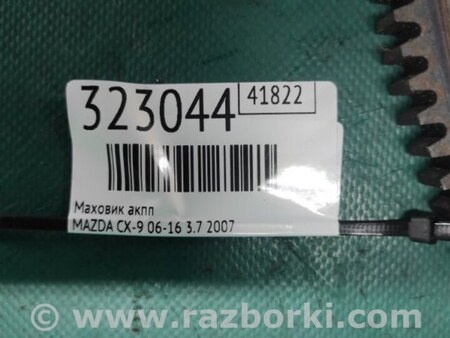 323044
41822
Маховик акпп
MAZDA CX-9 06-16 3.7 2007
© www.razborki.com